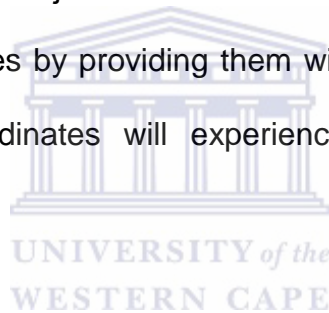 es by providing them wi
dinates will experienc
UNIVERSITY of the
WESTERN CAPE